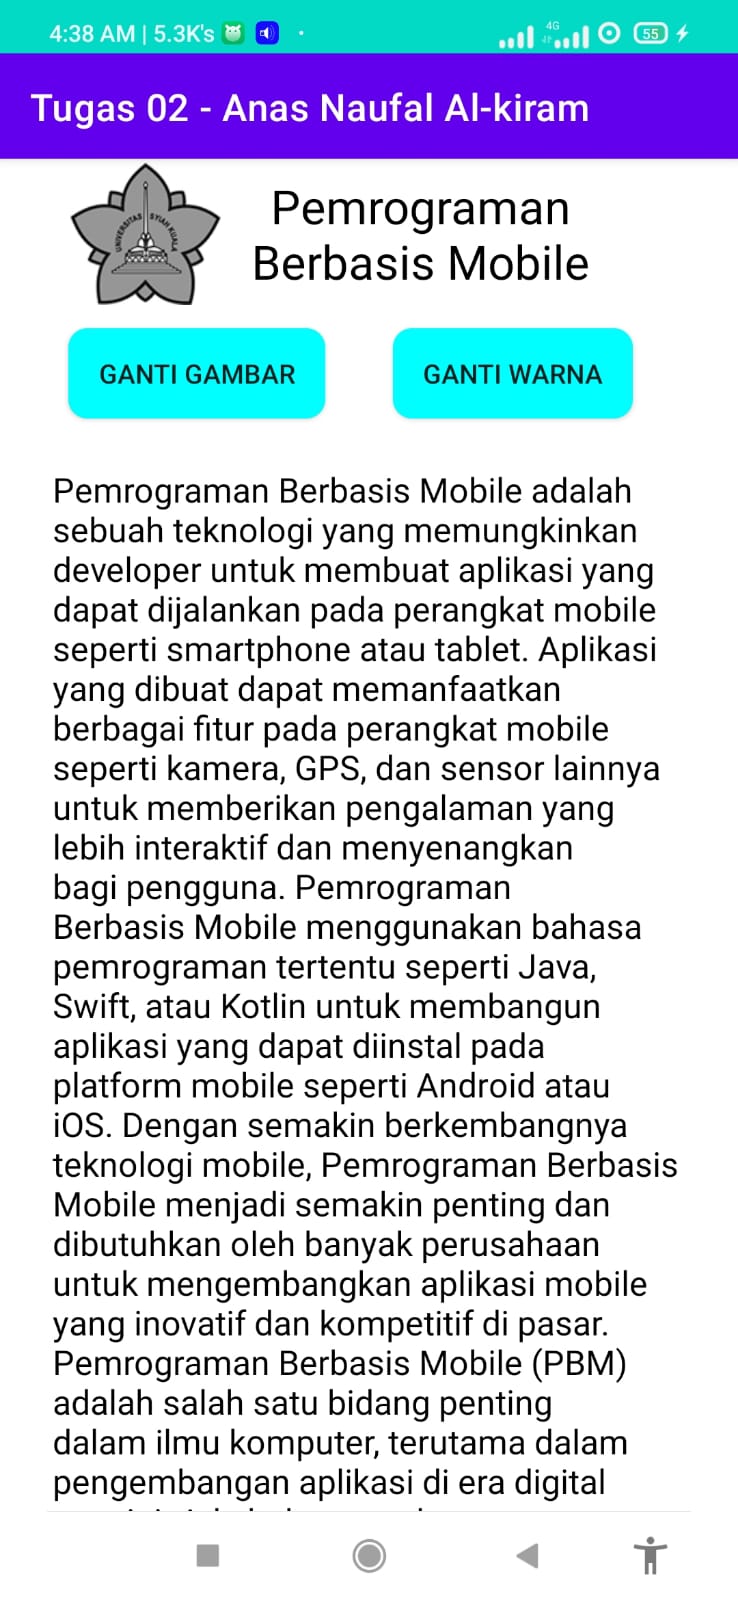 4:38 AM | 5.3K's
4G
55
Tugas 02 - Anas Naufal Al-kiram
UNIVERSITAS SYIAH KUALA
Pemrograman
Berbasis Mobile
GANTI GAMBAR
GANTI WARNA
Pemrograman Berbasis Mobile adalah
sebuah teknologi yang memungkinkan
developer untuk membuat aplikasi yang
dapat dijalankan pada perangkat mobile
seperti smartphone atau tablet. Aplikasi
yang dibuat dapat memanfaatkan
berbagai fitur pada perangkat mobile
seperti kamera, GPS, dan sensor lainnya
untuk memberikan pengalaman yang
lebih interaktif dan menyenangkan
bagi pengguna. Pemrograman
Berbasis Mobile menggunakan bahasa
pemrograman tertentu seperti Java,
Swift, atau Kotlin untuk membangun
aplikasi yang dapat diinstal pada
platform mobile seperti Android atau
iOS. Dengan semakin berkembangnya
teknologi mobile, Pemrograman Berbasis
Mobile menjadi semakin penting dan
dibutuhkan oleh banyak perusahaan
untuk mengembangkan aplikasi mobile
yang inovatif dan kompetitif di pasar.
Pemrograman Berbasis Mobile (PBM)
adalah salah satu bidang penting
dalam ilmu komputer, terutama dalam
pengembangan aplikasi di era digital